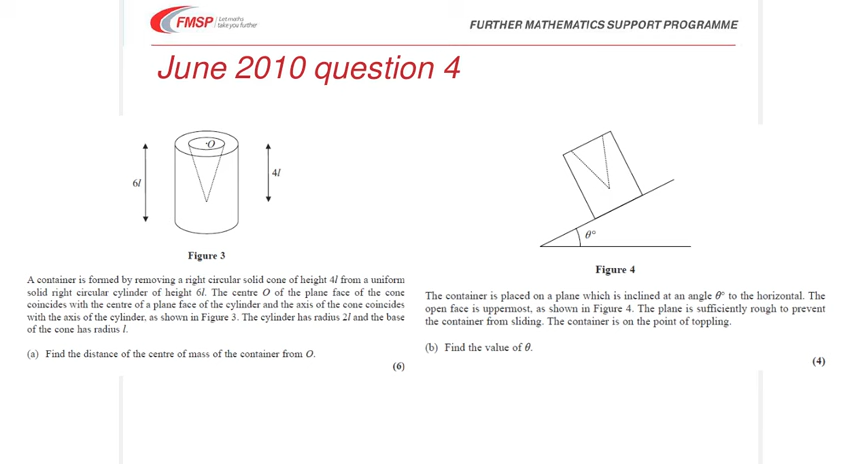 FMSP Let maths take you further
FURTHER MATHEMATICS SUPPORT PROGRAMME
June 2010 question 4
O
6l
4l
Figure 3
A container is formed by removing a right circular solid cone of height 4l from a uniform
solid right circular cylinder of height 6l. The centre O of the plane face of the cone
coincides with the centre of a plane face of the cylinder and the axis of the cone coincides
with the axis of the cylinder, as shown in Figure 3. The cylinder has radius 2l and the base
of the cone has radius l.
(a) Find the distance of the centre of mass of the container from O.
(6)
θ°
Figure 4
The container is placed on a plane which is inclined at an angle θ° to the horizontal. The
open face is uppermost, as shown in Figure 4. The plane is sufficiently rough to prevent
the container from sliding. The container is on the point of toppling.
(b) Find the value of θ.
(4)